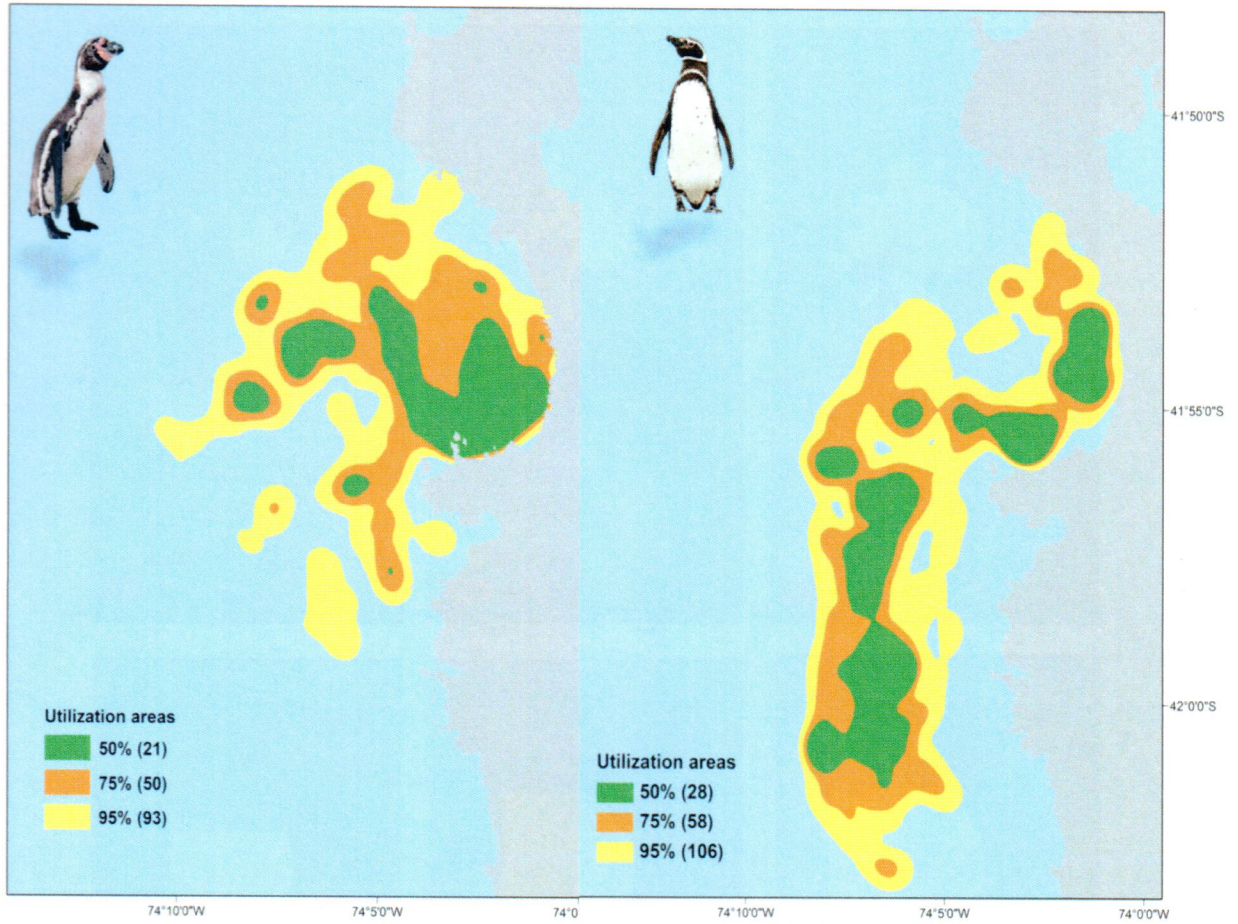 41°50'0"S
41°55'0"S
42°0'0"S
Utilization areas
50% (21)
75% (50)
95% (93)
Utilization areas
50% (28)
75% (58)
95% (106)
74°10'0"W
74°5'0"W
74°0
74°10'0"W
74°5'0"W
74°0'0"W